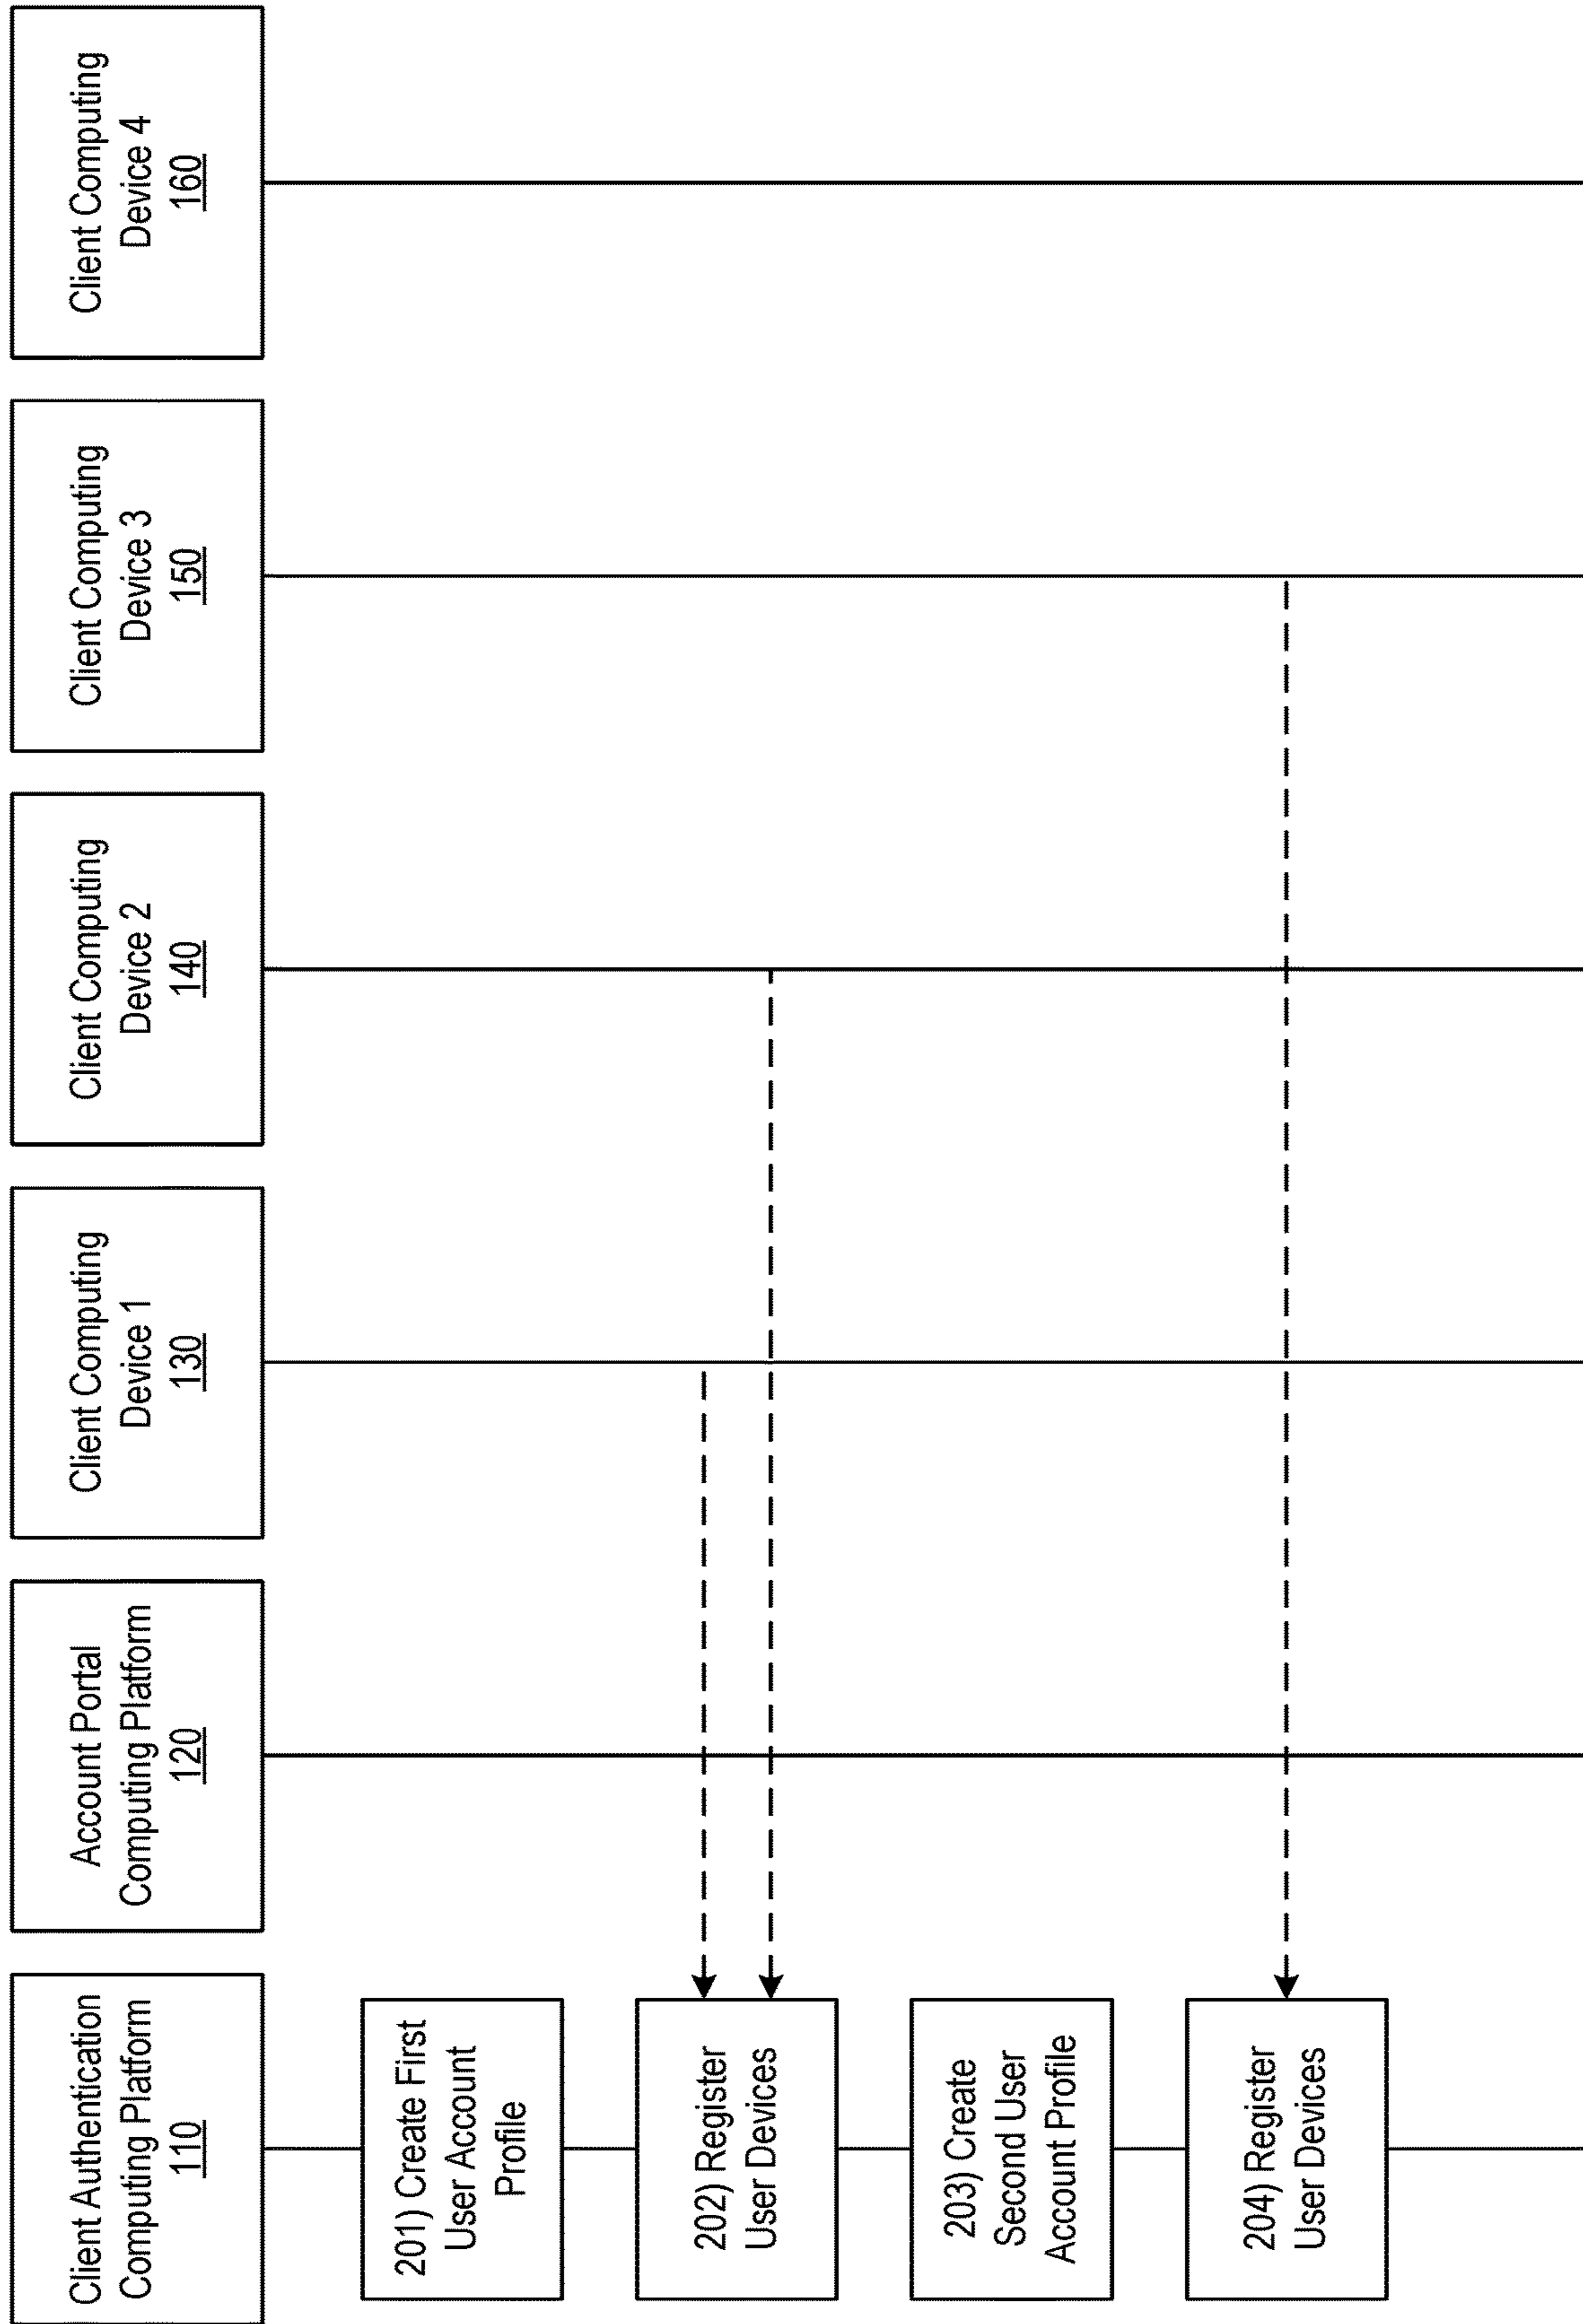 Client Authentication
Computing Platform
110
Account Portal
Computing Platform
120
Client Computing
Device 1
130
Client Computing
Device 2
140
Client Computing
Device 3
150
Client Computing
Device 4
160
201) Create First
User Account
Profile
202) Register
User Devices
203) Create
Second User
Account Profile
204) Register
User Devices